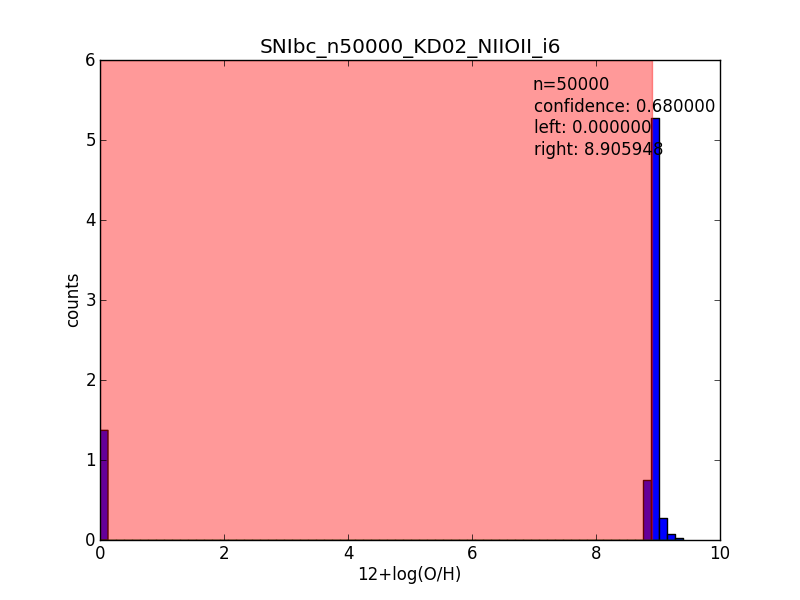 SNIbc_n50000_KD02_NIIOII_i6
6
n=50000
confidence: 0.680000
5
left: 0.000000
right: 8.905948
4
counts
3
2
1
0
0 2 4 6 8 10
12+log(O/H)